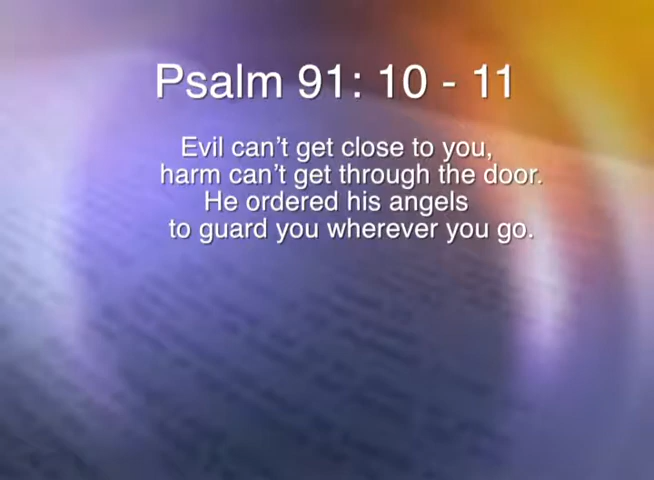 Psalm 91: 10 - 11
Evil can't get close to you,
harm can't get through the door.
He ordered his angels
to guard you wherever you go.